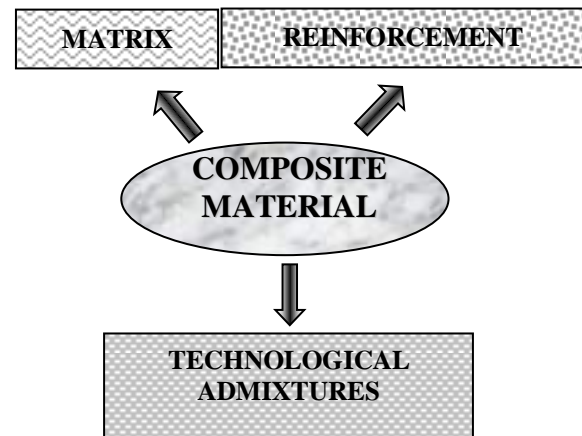 MATRIX
REINFORCEMENT
COMPOSITE
MATERIAL
TECHNOLOGICAL
ADMIXTURES